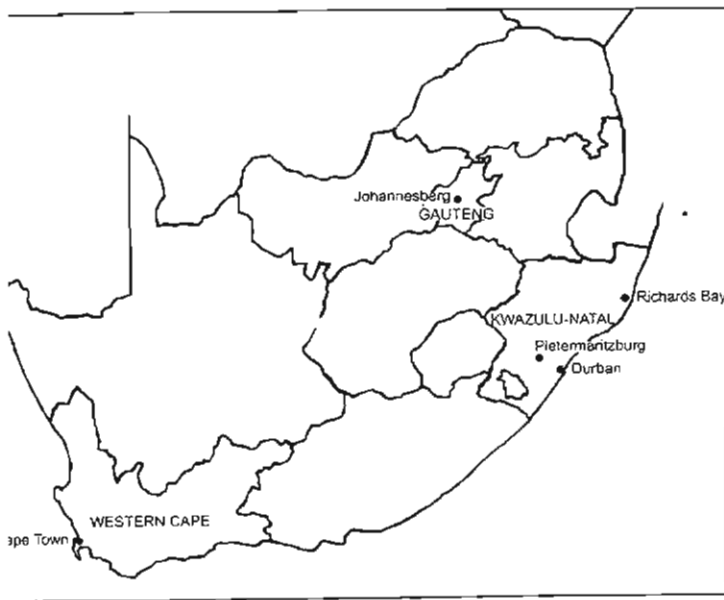 Johannesberg
GAUTENG
Richards Bay
KWAZULU-NATAL
Pietermaritzburg
Durban
WESTERN CAPE
ape Town